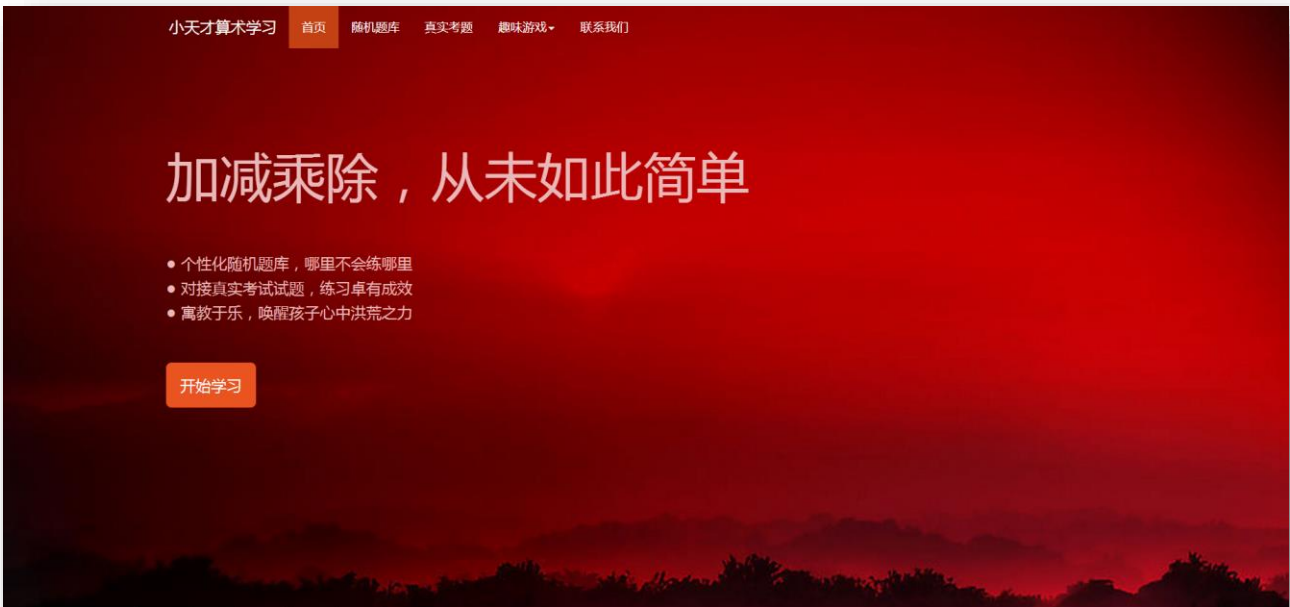 小天才算术学习 首页 随机题库 真实考题 趣味游戏 联系我们
加减乘除，从未如此简单
● 个性化随机题库，哪里不会练哪里
● 对接真实考试试题，练习卓有成效
● 寓教于乐，唤醒孩子心中洪荒之力
开始学习